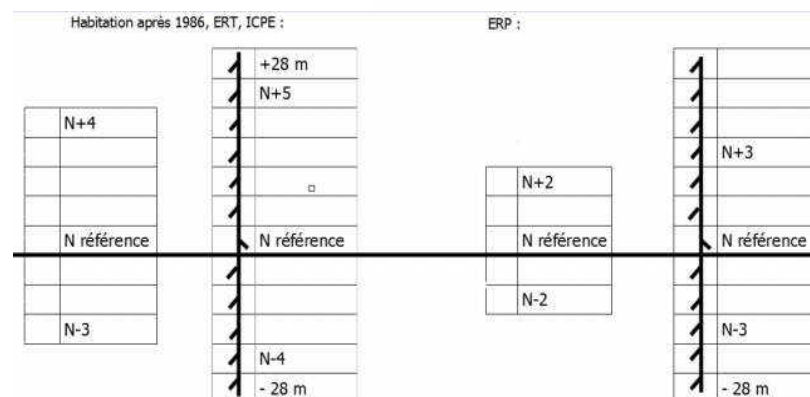 Habitation après 1986, ERT, ICPE :
N+4
N référence
N-3
+28 m
N+5
N référence
N-4
- 28 m
ERP :
N+2
N référence
N-2
N+3
N référence
N-3
- 28 m